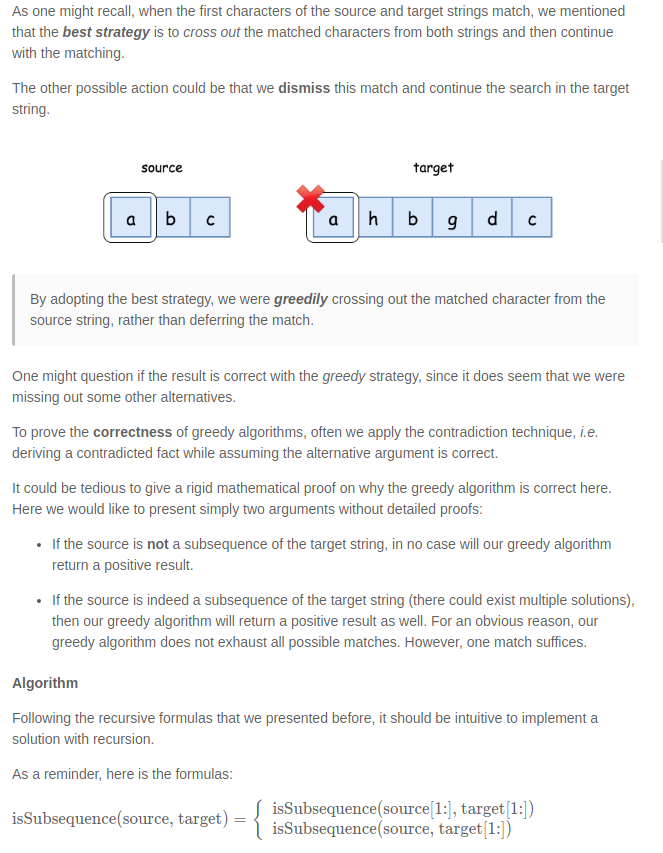 As one might recall, when the first characters of the source and target strings match, we mentioned
that the best strategy is to cross out the matched characters from both strings and then continue
with the matching.
The other possible action could be that we dismiss this match and continue the search in the target
string.
source target
a b c a h b g d c
By adopting the best strategy, we were greedily crossing out the matched character from the
source string, rather than deferring the match.
One might question if the result is correct with the greedy strategy, since it does seem that we were
missing out some other alternatives.
To prove the correctness of greedy algorithms, often we apply the contradiction technique, i.e.
deriving a contradicted fact while assuming the alternative argument is correct.
It could be tedious to give a rigid mathematical proof on why the greedy algorithm is correct here.
Here we would like to present simply two arguments without detailed proofs:
• If the source is not a subsequence of the target string, in no case will our greedy algorithm
return a positive result.
• If the source is indeed a subsequence of the target string (there could exist multiple solutions),
then our greedy algorithm will return a positive result as well. For an obvious reason, our
greedy algorithm does not exhaust all possible matches. However, one match suffices.
Algorithm
Following the recursive formulas that we presented before, it should be intuitive to implement a
solution with recursion.
As a reminder, here is the formulas:
isSubsequence(source, target) = { isSubsequence(source[1:], target[1:])
isSubsequence(source, target[1:])